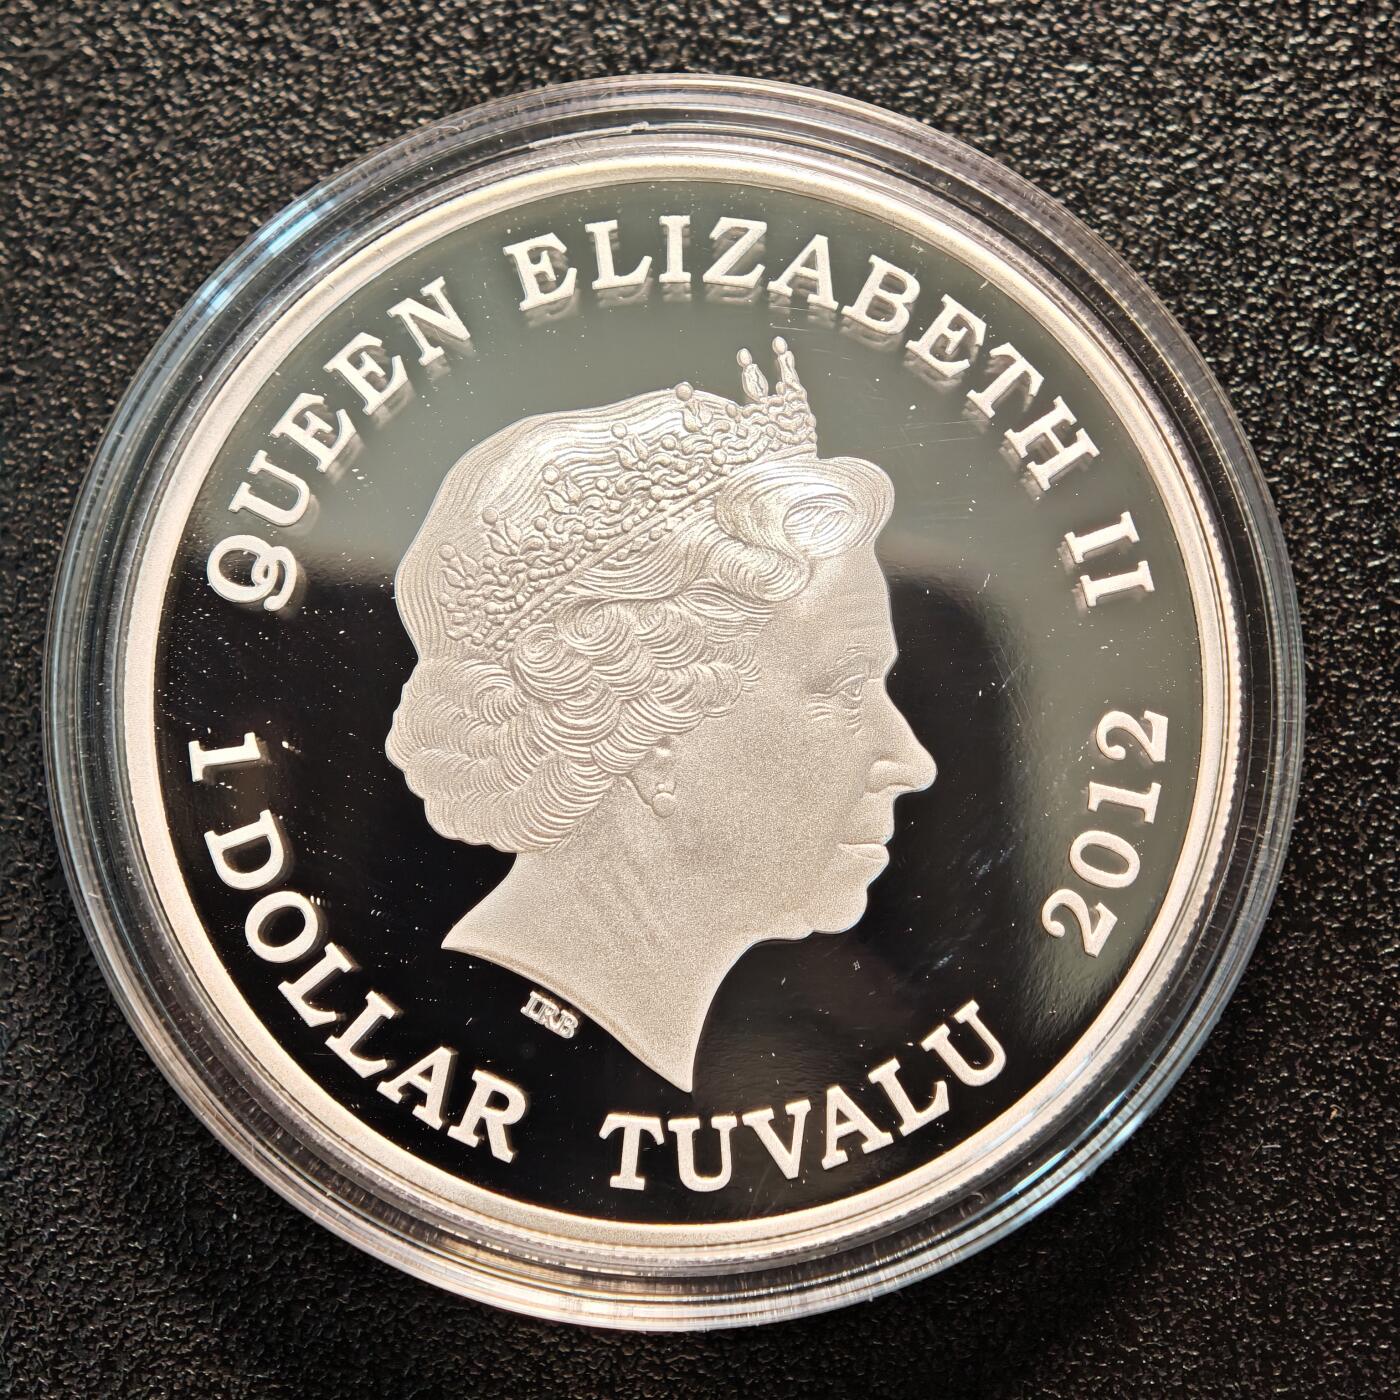 QUEEN ELIZABETH II
2012
1 DOLLAR
TUVALU
IRB